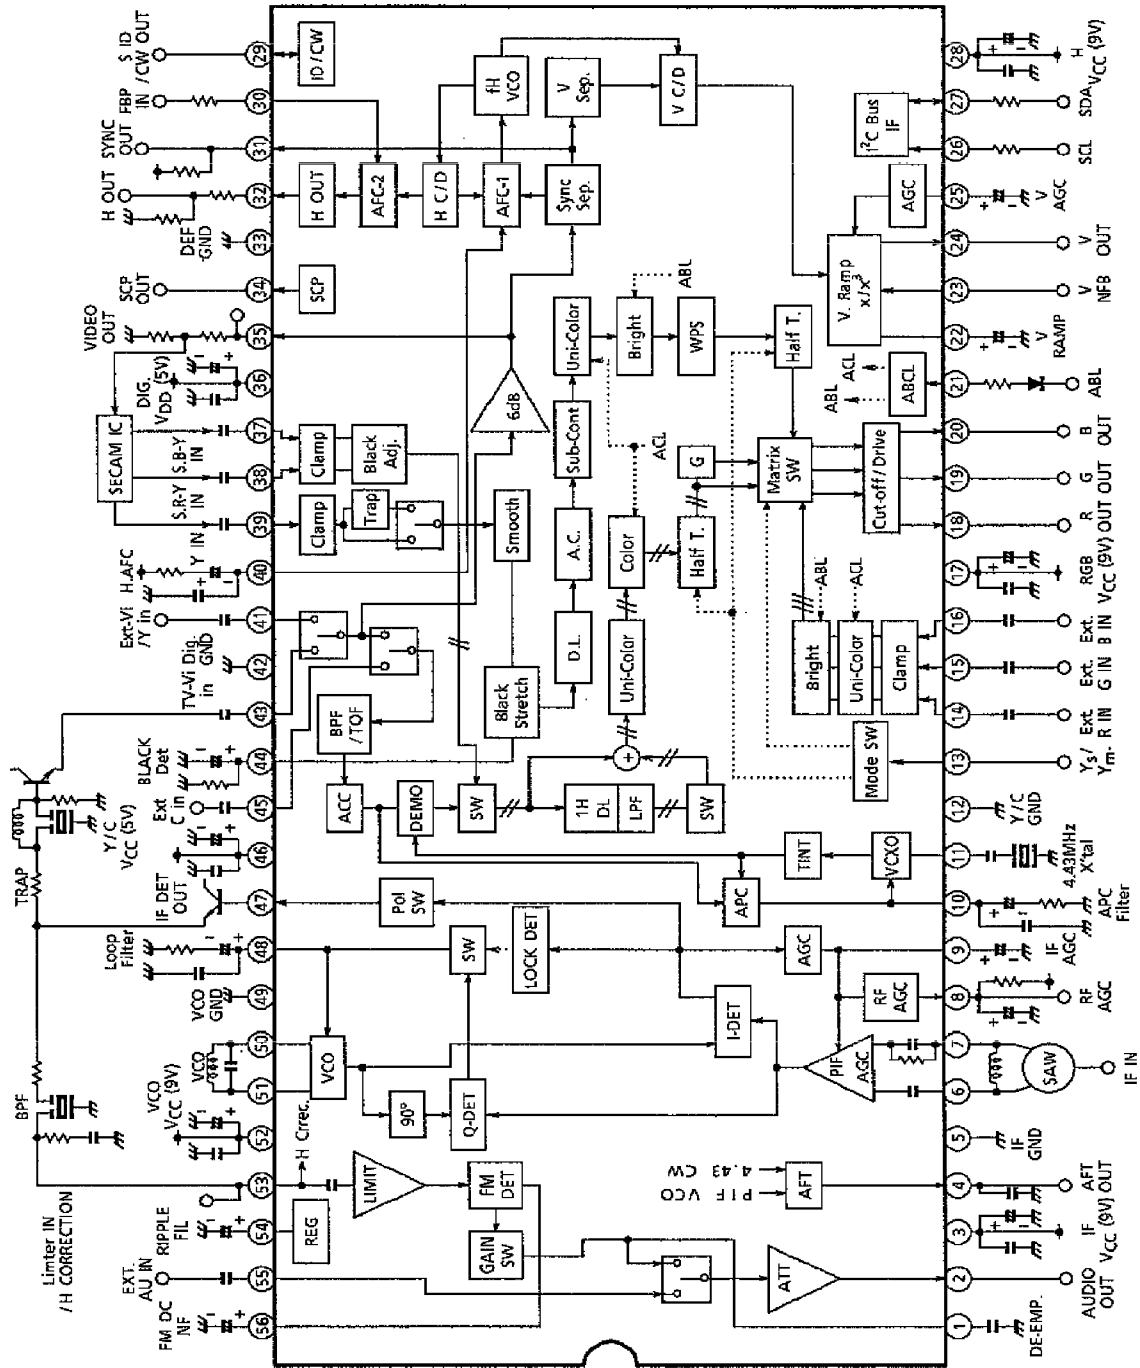 S ID
/CW OUT
FBP
IN
SYNC
OUT
H OUT
DEF
GND
SCP
OUT
VIDEO
OUT
DIG.
VDD (5V)
S.B-Y
IN
S.R-Y
IN
Y IN
H.AFC
Ext-Vi
/Y in
Dig.
GND
TV-Vi
in
BLACK
Det
Ext
C in
Y/C
VCC (5V)
IF DET
OUT
Loop
Filter
VCO
GND
VCO
VCO
VCC (9V)
Limter IN
/H CORRECTION
RIPPLE
FIL
EXT.
AU IN
FM DC
NF
TRAP
BPF
SECAM IC
29
30
31
32
33
34
35
36
37
38
39
40
41
42
43
44
45
46
47
48
49
50
51
52
53
54
55
56
ID/CW
fH
VCO
V
Sep.
V C/D
H OUT
AFC-2
H C/D
AFC-1
Sync
Sep.
SCP
6dB
Clamp
Black
Adj.
Clamp
Trap
Smooth
Uni-Color
Bright
ABL
WPS
Half T.
Sub-Cont
A.C.
D.L.
Black
Stretch
ACL
Color
Uni-Color
Half T.
G
Matrix
SW
Cut-off/Drive
V. Ramp
x/x³
AGC
I²C Bus
IF
ABL
ACL
ABCL
BPF
/TOF
ACC
DEMO
SW
1H
DL
LPF
SW
+
Bright
Uni-Color
Clamp
ABL
ACL
Mode SW
TINT
VCXO
APC
Pol
SW
LOCK DET
SW
AGC
RF
AGC
I-DET
PIF
AGC
VCO
90°
Q-DET
H Crrec.
LIMIT
FM
DET
GAIN
SW
REG
ATT
PIF VCO
4.43 CW
AFT
28
27
26
25
24
23
22
21
20
19
18
17
16
15
14
13
12
11
10
9
8
7
6
5
4
3
2
1
H
VCC (9V)
SDA
SCL
V
AGC
V
OUT
V
NFB
V
RAMP
ABL
B
OUT
G
OUT
R
OUT
RGB
VCC (9V)
Ext.
B IN
Ext.
G IN
Ext
R IN
Ys/
Ym-
Y/C
GND
4.43MHz
X'tal
APC
Filter
IF
AGC
RF
AGC
SAW
IF IN
IF
GND
AFT
OUT
IF
VCC (9V)
AUDIO
OUT
DE-EMP.